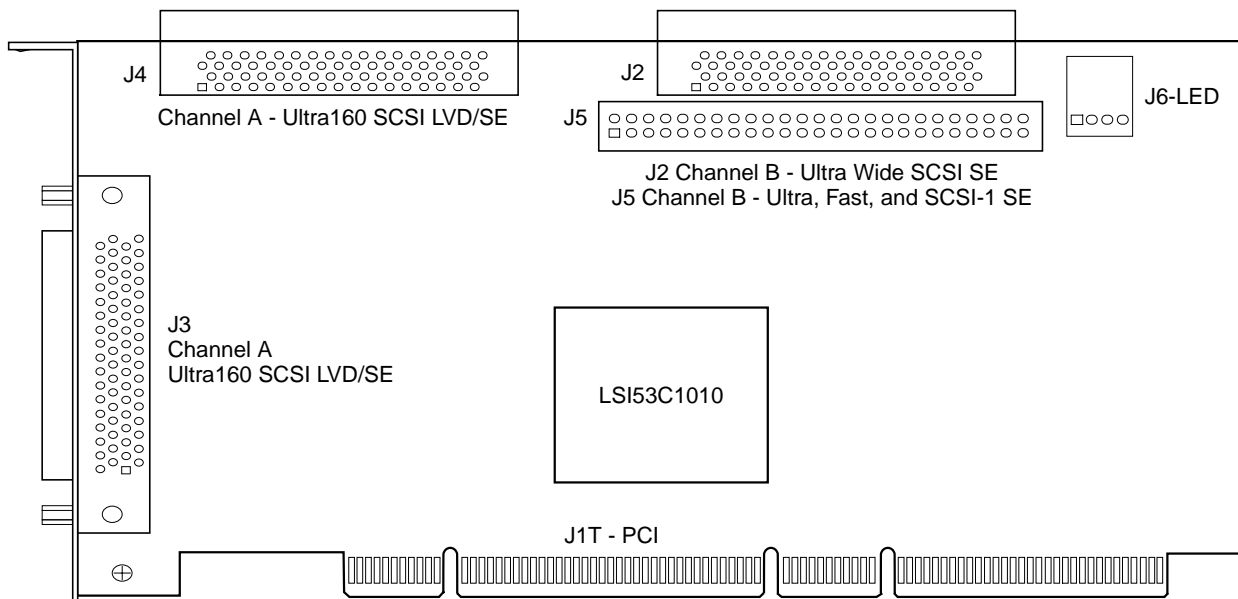 J4
Channel A - Ultra160 SCSI LVD/SE
J2
J5
J6-LED
J2 Channel B - Ultra Wide SCSI SE
J5 Channel B - Ultra, Fast, and SCSI-1 SE
J3
Channel A
Ultra160 SCSI LVD/SE
LSI53C1010
J1T - PCI